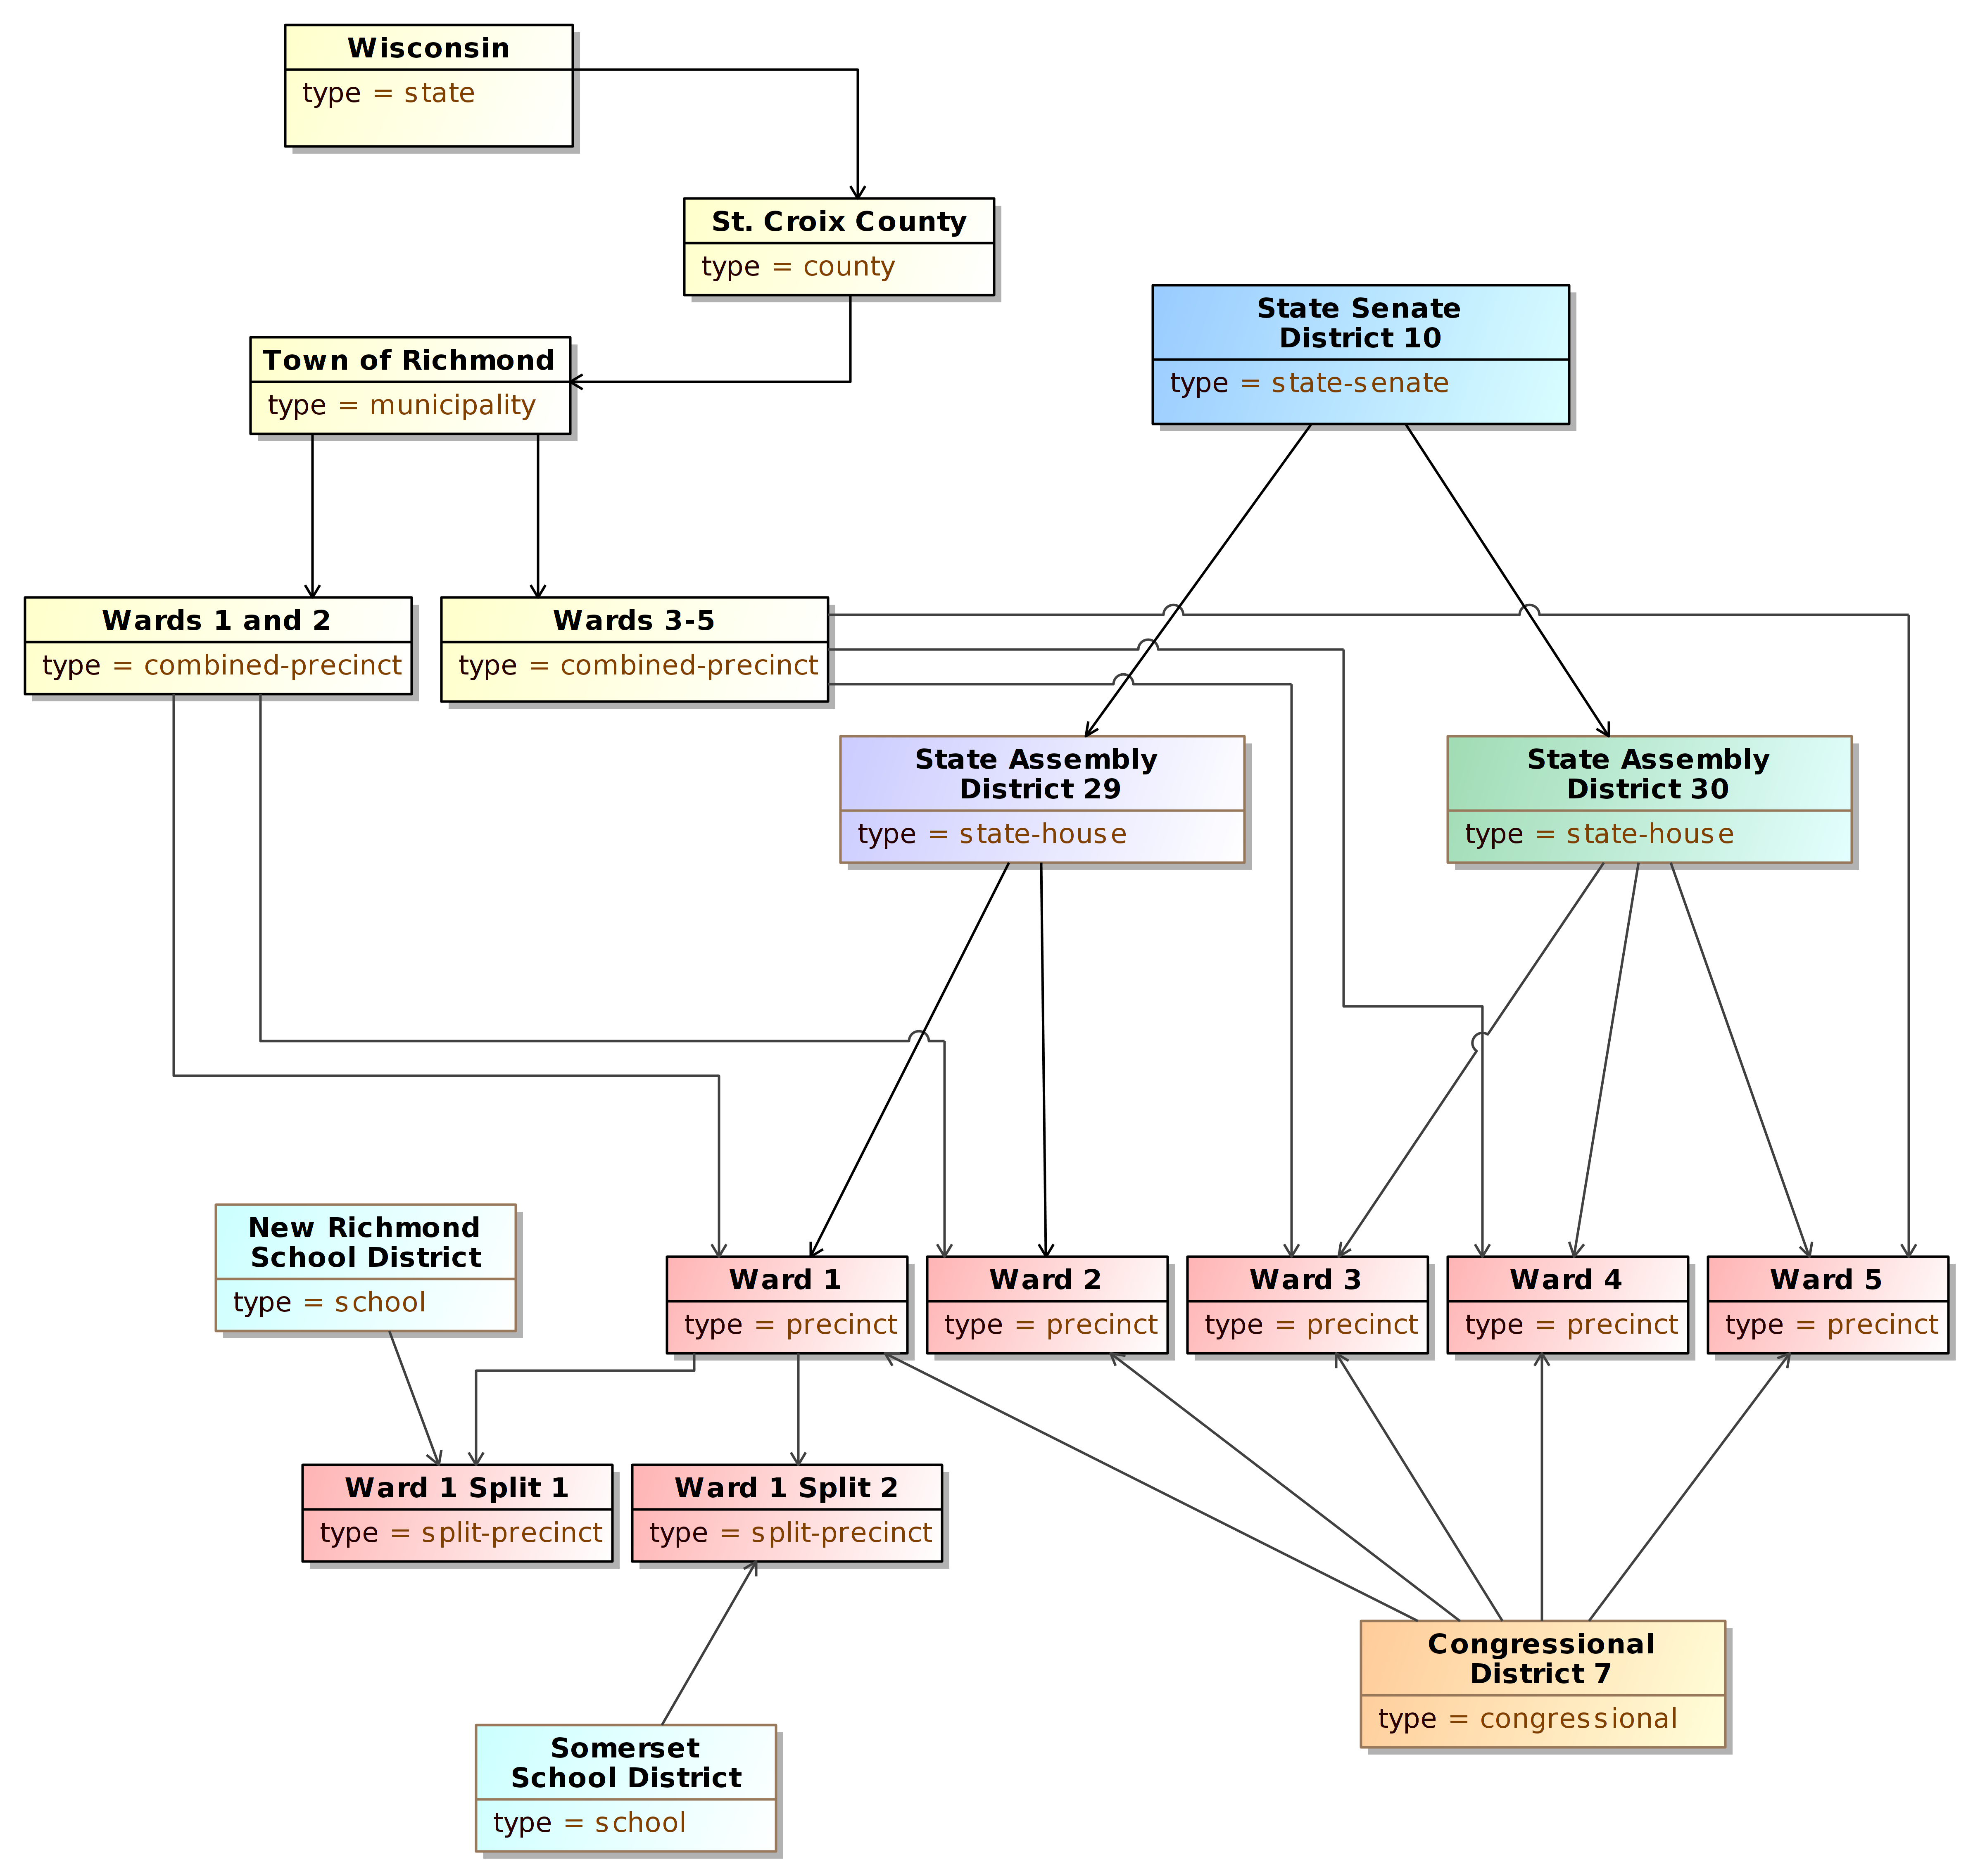 Wisconsin
type = state
St. Croix County
type = county
State Senate
District 10
type = state-senate
Town of Richmond
type = municipality
Wards 1 and 2
type = combined-precinct
Wards 3-5
type = combined-precinct
State Assembly
District 29
type = state-house
State Assembly
District 30
type = state-house
New Richmond
School District
type = school
Ward 1
type = precinct
Ward 2
type = precinct
Ward 3
type = precinct
Ward 4
type = precinct
Ward 5
type = precinct
Ward 1 Split 1
type = split-precinct
Ward 1 Split 2
type = split-precinct
Congressional
District 7
type = congressional
Somerset
School District
type = school